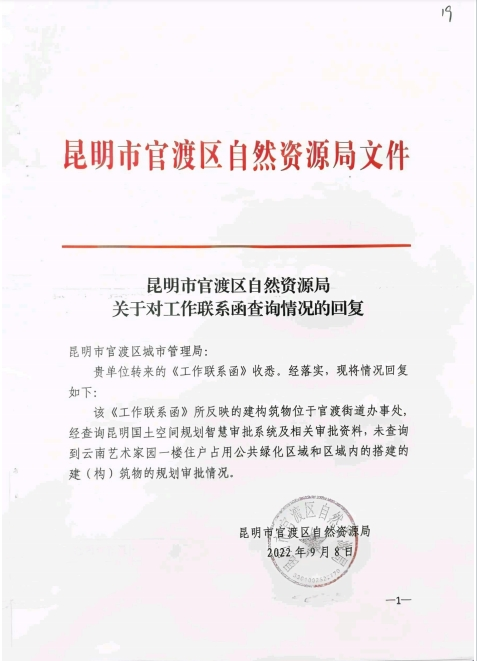 19
昆明市官渡区自然资源局文件
昆明市官渡区自然资源局
关于对工作联系函查询情况的回复
昆明市官渡区城市管理局：
贵单位转来的《工作联系函》收悉。经落实，现将情况回复
如下：
该《工作联系函》所反映的建构筑物位于官渡街道办事处，
经查询昆明国土空间规划智慧审批系统及相关审批资料，未查询
到云南艺术家园一楼住户占用公共绿化区域和区域内的搭建的
建（构）筑物的规划审批情况。
昆明市官渡区自然资源局
2022年9月8日
—1—